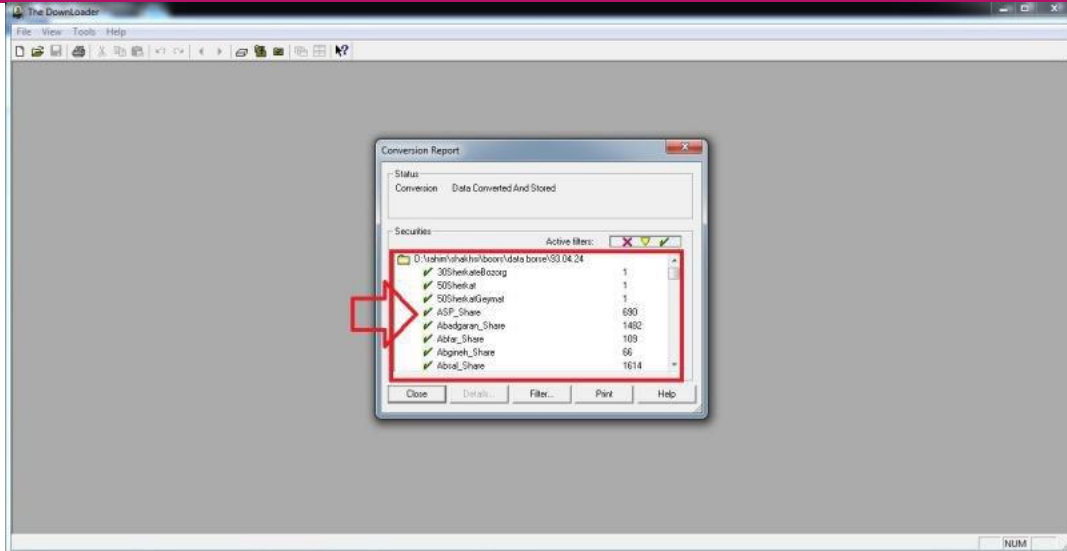 The DownLoader
File View Tools Help
Conversion Report
Status
Conversion Data Converted And Stored
Securities
Active filters:
D:\rahim\shakhsi\boors\data borse\93.04.24
30SherkateBozorg 1
50Sherkat 1
50SherkatGeymat 1
ASP_Share 690
Abadgaran_Share 1482
Abfar_Share 109
Abgineh_Share 66
Absal_Share 1614
Close Details... Filter... Print Help
NUM